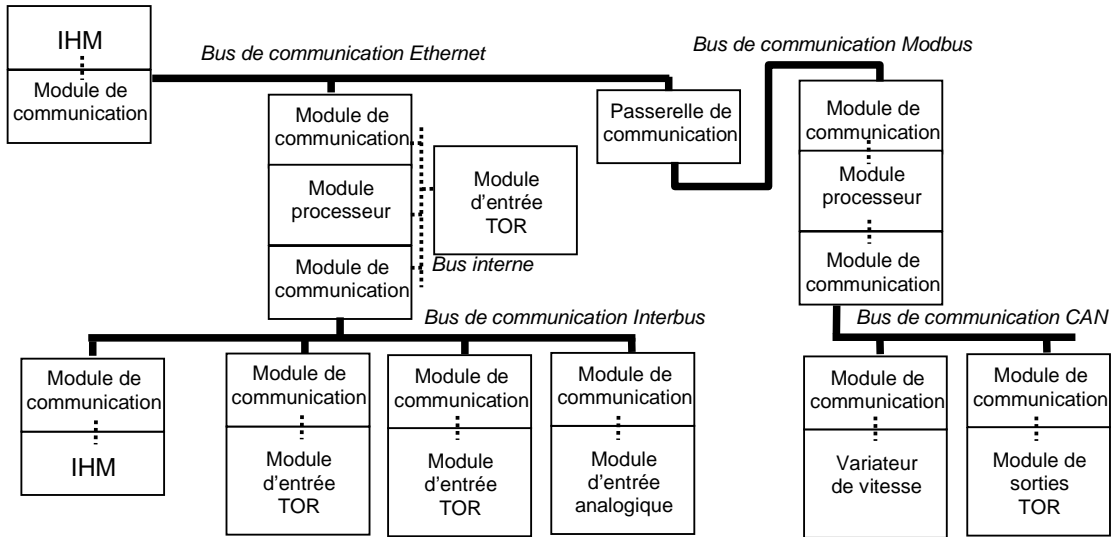 IHM
Module de
communication
Bus de communication Ethernet
Bus de communication Modbus
Module de
communication
Module
processeur
Module de
communication
Module
d'entrée
TOR
Bus interne
Passerelle de
communication
Module de
communication
Module
processeur
Module de
communication
Bus de communication Interbus
Bus de communication CAN
Module de
communication
IHM
Module de
communication
Module
d'entrée
TOR
Module de
communication
Module
d'entrée
TOR
Module de
communication
Module
d'entrée
analogique
Module de
communication
Variateur
de vitesse
Module de
communication
Module de
sorties
TOR